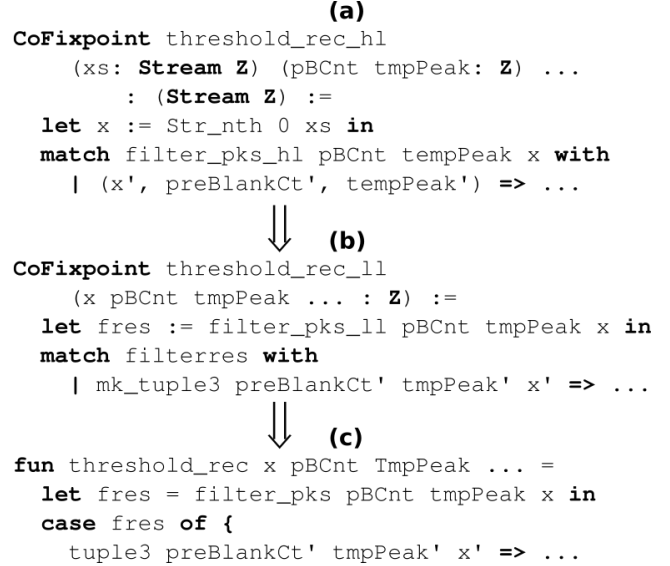 (a)
CoFixpoint threshold_rec_hl
(xs: Stream Z) (pBCnt tmpPeak: Z) ...
: (Stream Z) :=
let x := Str_nth 0 xs in
match filter_pks_hl pBCnt tempPeak x with
| (x', preBlankCt', tempPeak') => ...
(b)
CoFixpoint threshold_rec_ll
(x pBCnt tmpPeak ... : Z) :=
let fres := filter_pks_ll pBCnt tmpPeak x in
match filterres with
| mk_tuple3 preBlankCt' tmpPeak' x' => ...
(c)
fun threshold_rec x pBCnt TmpPeak ... =
let fres = filter_pks pBCnt tmpPeak x in
case fres of {
tuple3 preBlankCt' tmpPeak' x' => ...